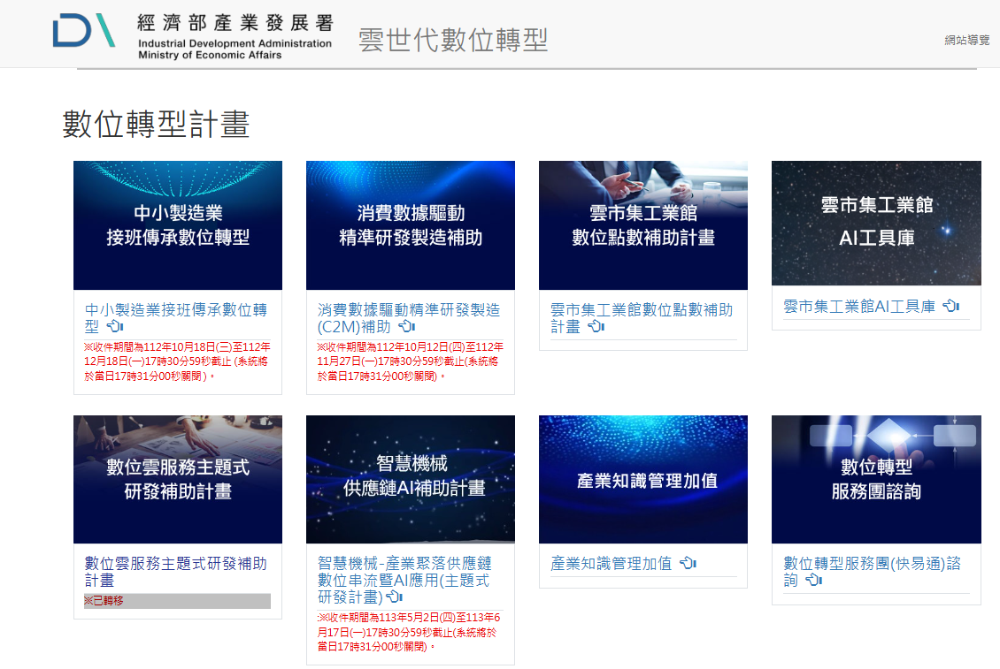 經濟部產業發展署
Industrial Development Administration
Ministry of Economic Affairs
雲世代數位轉型
網站導覽
數位轉型計畫
中小製造業
接班傳承數位轉型
中小製造業接班傳承數位轉
型
※收件期間為112年10月18日(三)至112年
12月18日(一)17時30分59秒截止 (系統將
於當日17時31分00秒關閉 )。
消費數據驅動
精準研發製造補助
消費數據驅動精準研發製造
(C2M)補助
※收件期間為112年10月12日(四)至112年
11月27日(一)17時30分59秒截止(系統將
於當日17時31分00秒關閉)。
雲市集工業館
數位點數補助計畫
雲市集工業館數位點數補助
計畫
雲市集工業館
AI工具庫
雲市集工業館AI工具庫
數位雲服務主題式
研發補助計畫
數位雲服務主題式研發補助
計畫
※已轉移
智慧機械
供應鏈AI補助計畫
智慧機械-產業聚落供應鏈
數位串流暨AI應用(主題式
研發計畫)
:※收件期間為113年5月2日(四)至113年6
月17日(一)17時30分59秒截止(系統將於
當日17時31分00秒關閉)。
產業知識管理加值
產業知識管理加值
數位轉型
服務團諮詢
數位轉型服務團(快易通)諮
詢